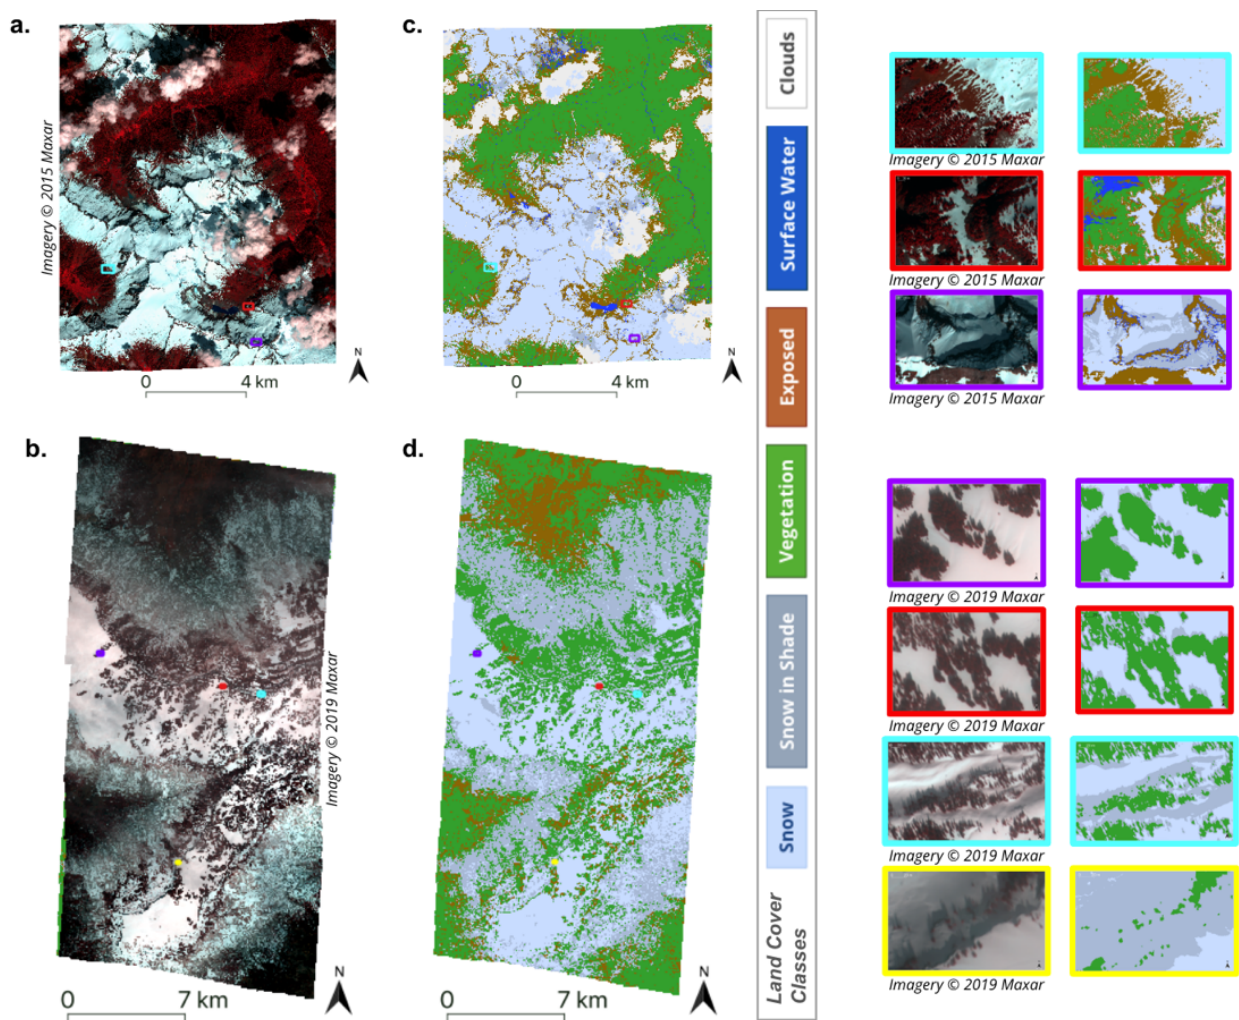 a.
Imagery © 2015 Maxar
N
0
4 km
c.
N
0
4 km
b.
Imagery © 2019 Maxar
N
0
7 km
d.
N
0
7 km
Clouds
Surface Water
Exposed
Vegetation
Snow in Shade
Snow
Land Cover
Classes
Imagery © 2015 Maxar
Imagery © 2015 Maxar
Imagery © 2015 Maxar
Imagery © 2019 Maxar
Imagery © 2019 Maxar
Imagery © 2019 Maxar
Imagery © 2019 Maxar